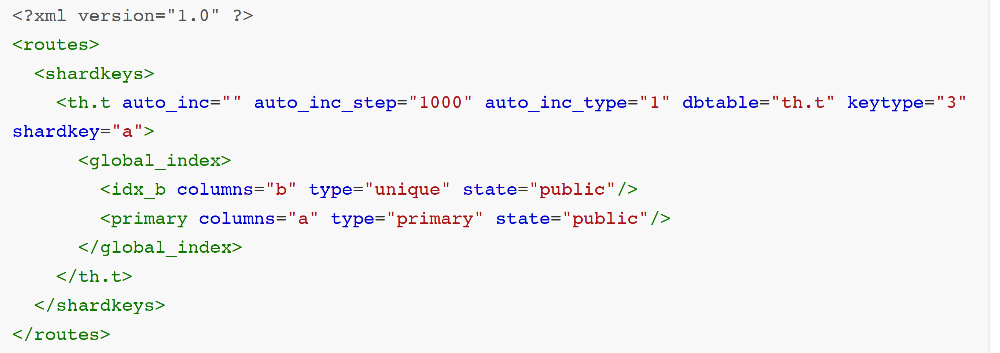 <?xml version="1.0" ?>
<routes>
  <shardkeys>
    <th.t auto_inc="" auto_inc_step="1000" auto_inc_type="1" dbtable="th.t" keytype="3"
shardkey="a">
      <global_index>
        <idx_b columns="b" type="unique" state="public"/>
        <primary columns="a" type="primary" state="public"/>
      </global_index>
    </th.t>
  </shardkeys>
</routes>